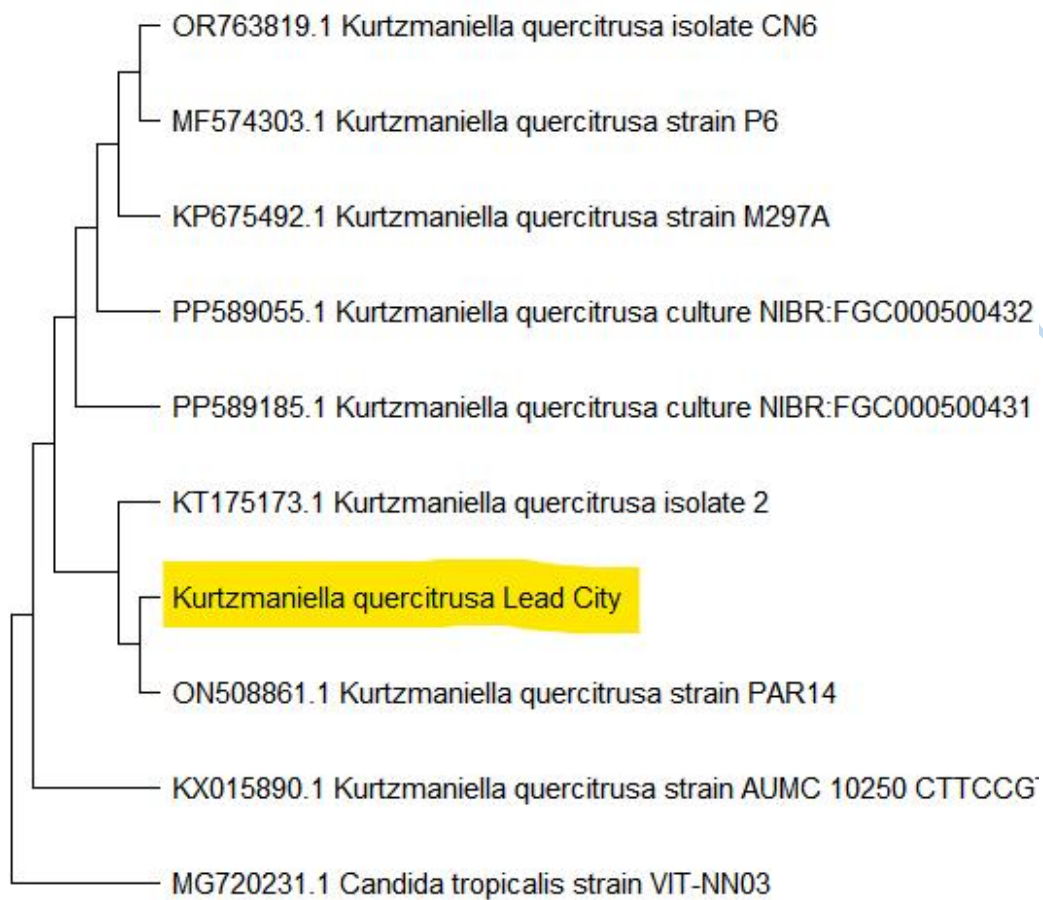 OR763819.1 Kurtzmaniella quercitrusa isolate CN6
MF574303.1 Kurtzmaniella quercitrusa strain P6
KP675492.1 Kurtzmaniella quercitrusa strain M297A
PP589055.1 Kurtzmaniella quercitrusa culture NIBR:FGC000500432
PP589185.1 Kurtzmaniella quercitrusa culture NIBR:FGC000500431
KT175173.1 Kurtzmaniella quercitrusa isolate 2
Kurtzmaniella quercitrusa Lead City
ON508861.1 Kurtzmaniella quercitrusa strain PAR14
KX015890.1 Kurtzmaniella quercitrusa strain AUMC 10250 CTTCCG
MG720231.1 Candida tropicalis strain VIT-NN03